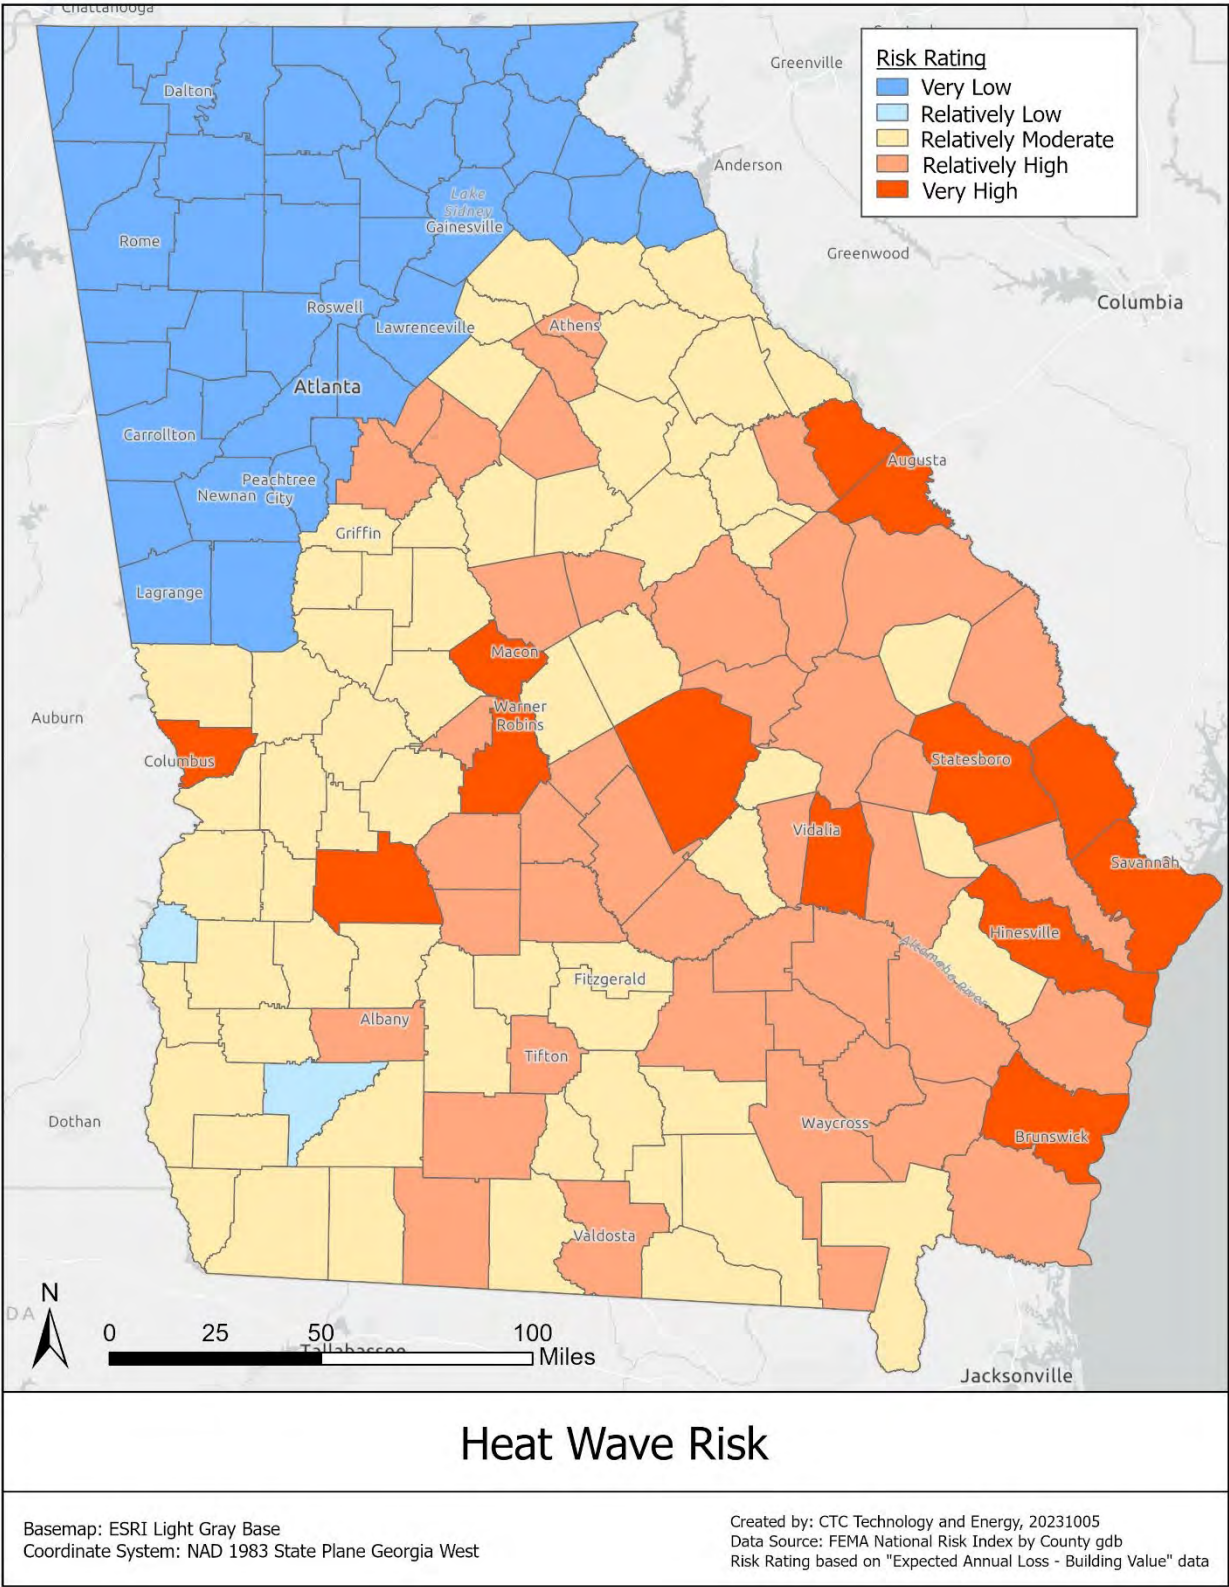 Chattanooga
Greenville
Dalton
Risk Rating
Very Low
Relatively Low
Relatively Moderate
Relatively High
Very High
Anderson
Lake
Sidney
Gainesville
Rome
Greenwood
Columbia
Roswell
Lawrenceville
Athens
Atlanta
Carrollton
Augusta
Peachtree
City
Newnan
Griffin
Lagrange
Macon
Auburn
Warner
Robins
Columbus
Statesboro
Vidalia
Savannah
Hinesville
Altamaha River
Fitzgerald
Albany
Tifton
Dothan
Waycross
Brunswick
Valdosta
N
DA
0 25 50 100
Miles
Tallahassee
Jacksonville
Heat Wave Risk
Basemap: ESRI Light Gray Base
Coordinate System: NAD 1983 State Plane Georgia West
Created by: CTC Technology and Energy, 20231005
Data Source: FEMA National Risk Index by County gdb
Risk Rating based on "Expected Annual Loss - Building Value" data